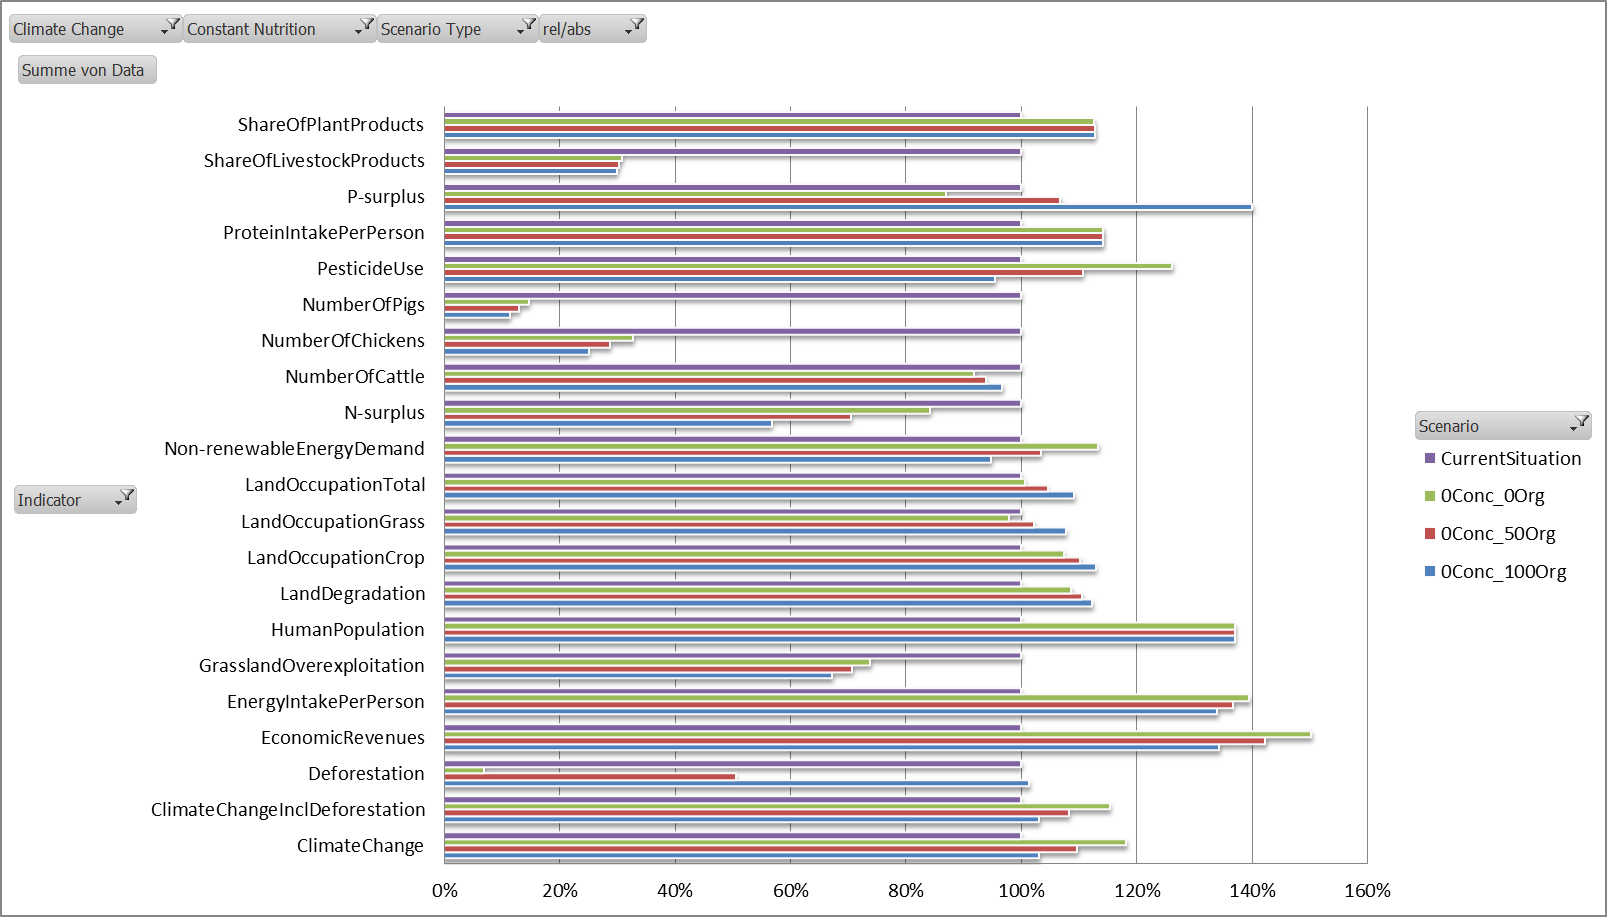 Climate Change
Constant Nutrition
Scenario Type
rel/abs
Summe von Data
ShareOfPlantProducts
ShareOfLivestockProducts
P-surplus
ProteinIntakePerPerson
PesticideUse
NumberOfPigs
NumberOfChickens
NumberOfCattle
N-surplus
Non-renewableEnergyDemand
LandOccupationTotal
LandOccupationGrass
LandOccupationCrop
LandDegradation
HumanPopulation
GrasslandOverexploitation
EnergyIntakePerPerson
EconomicRevenues
Deforestation
ClimateChangeInclDeforestation
ClimateChange
Indicator
0% 20% 40% 60% 80% 100% 120% 140% 160%
Scenario
CurrentSituation
0Conc_0Org
0Conc_50Org
0Conc_100Org